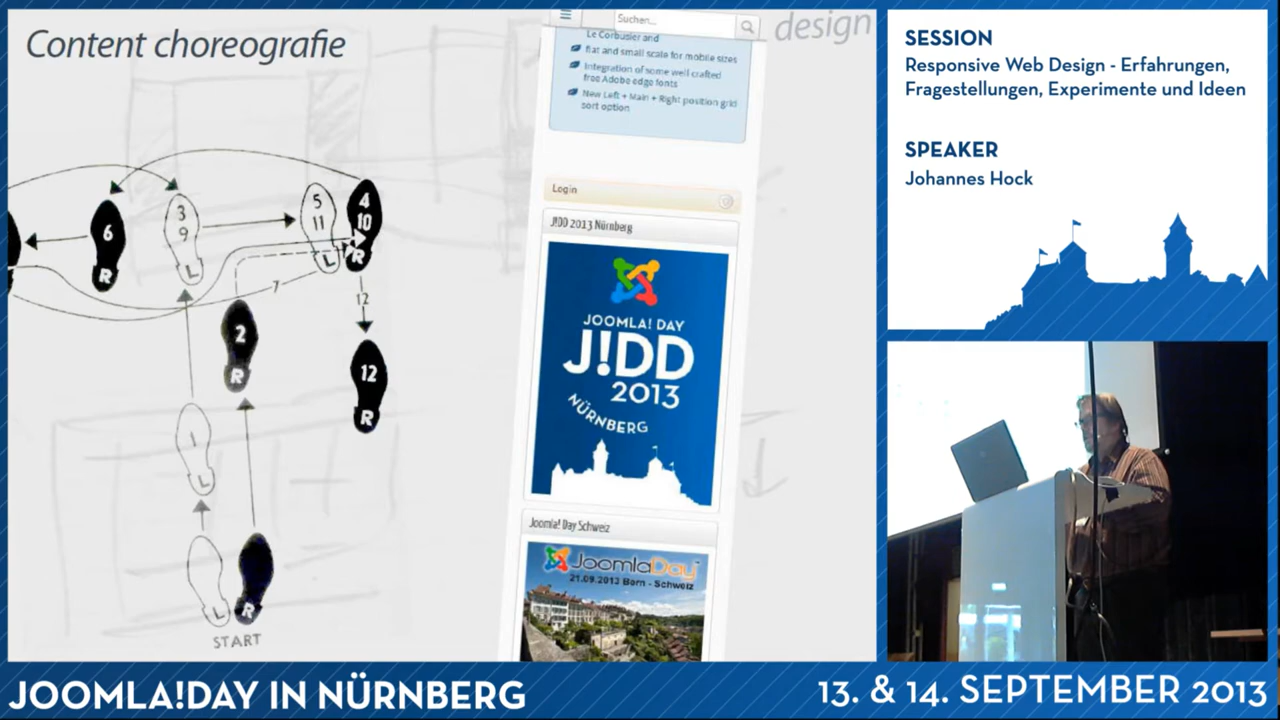 Content choreografie
design
Suchen...
Le Corbusier and
flat and small scale for mobile sizes
Integration of some well crafted
free Adobe edge fonts
New Left + Main + Right position grid
sort option
Login
J!DD 2013 Nürnberg
JOOMLA! DAY
J!DD
2013
NÜRNBERG
Joomla! Day Schweiz
JoomlaDay
21.09.2013 Bern - Schweiz
6
R
3
9
L
5
11
L
4
10
R
7
12
2
R
12
R
1
L
L
R
START
SESSION
Responsive Web Design - Erfahrungen,
Fragestellungen, Experimente und Ideen
SPEAKER
Johannes Hock
JOOMLA!DAY IN NÜRNBERG
13. & 14. SEPTEMBER 2013